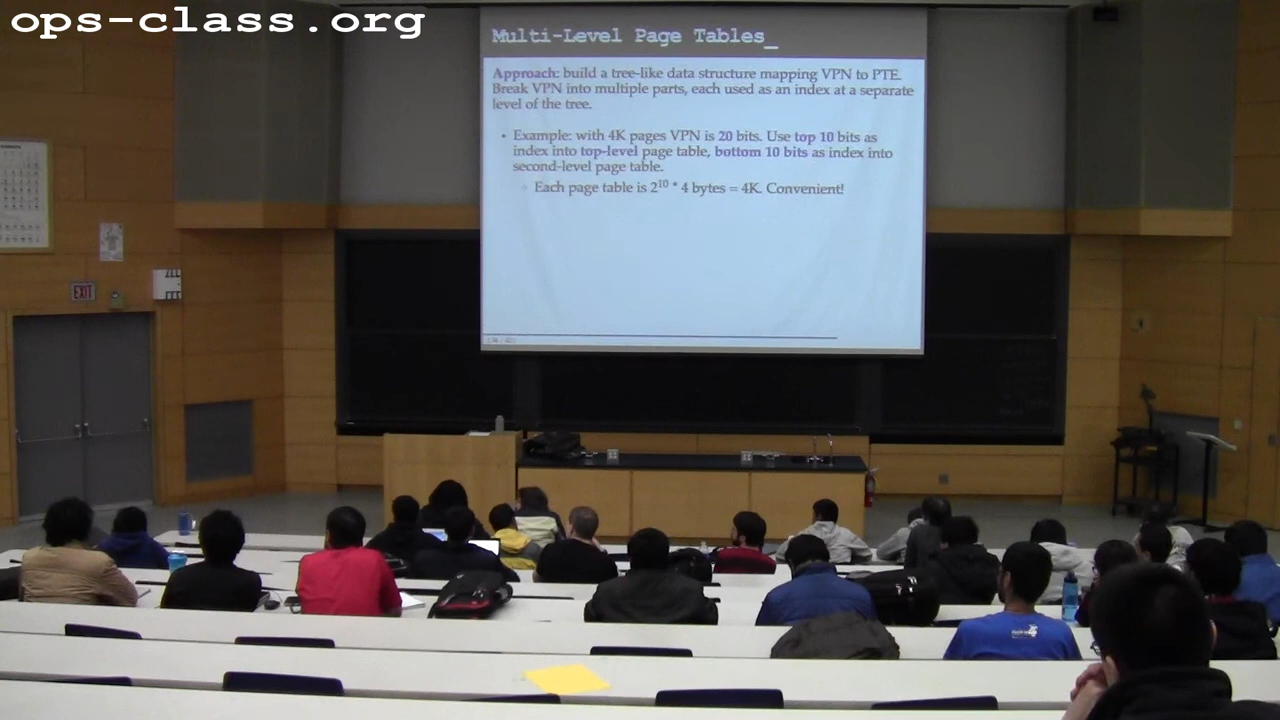 ops-class.org
Multi-Level Page Tables_
Approach: build a tree-like data structure mapping VPN to PTE.
Break VPN into multiple parts, each used as an index at a separate
level of the tree.
• Example: with 4K pages VPN is 20 bits. Use top 10 bits as
index into top-level page table, bottom 10 bits as index into
second-level page table.
◦ Each page table is 2¹⁰ * 4 bytes = 4K. Convenient!
EXIT